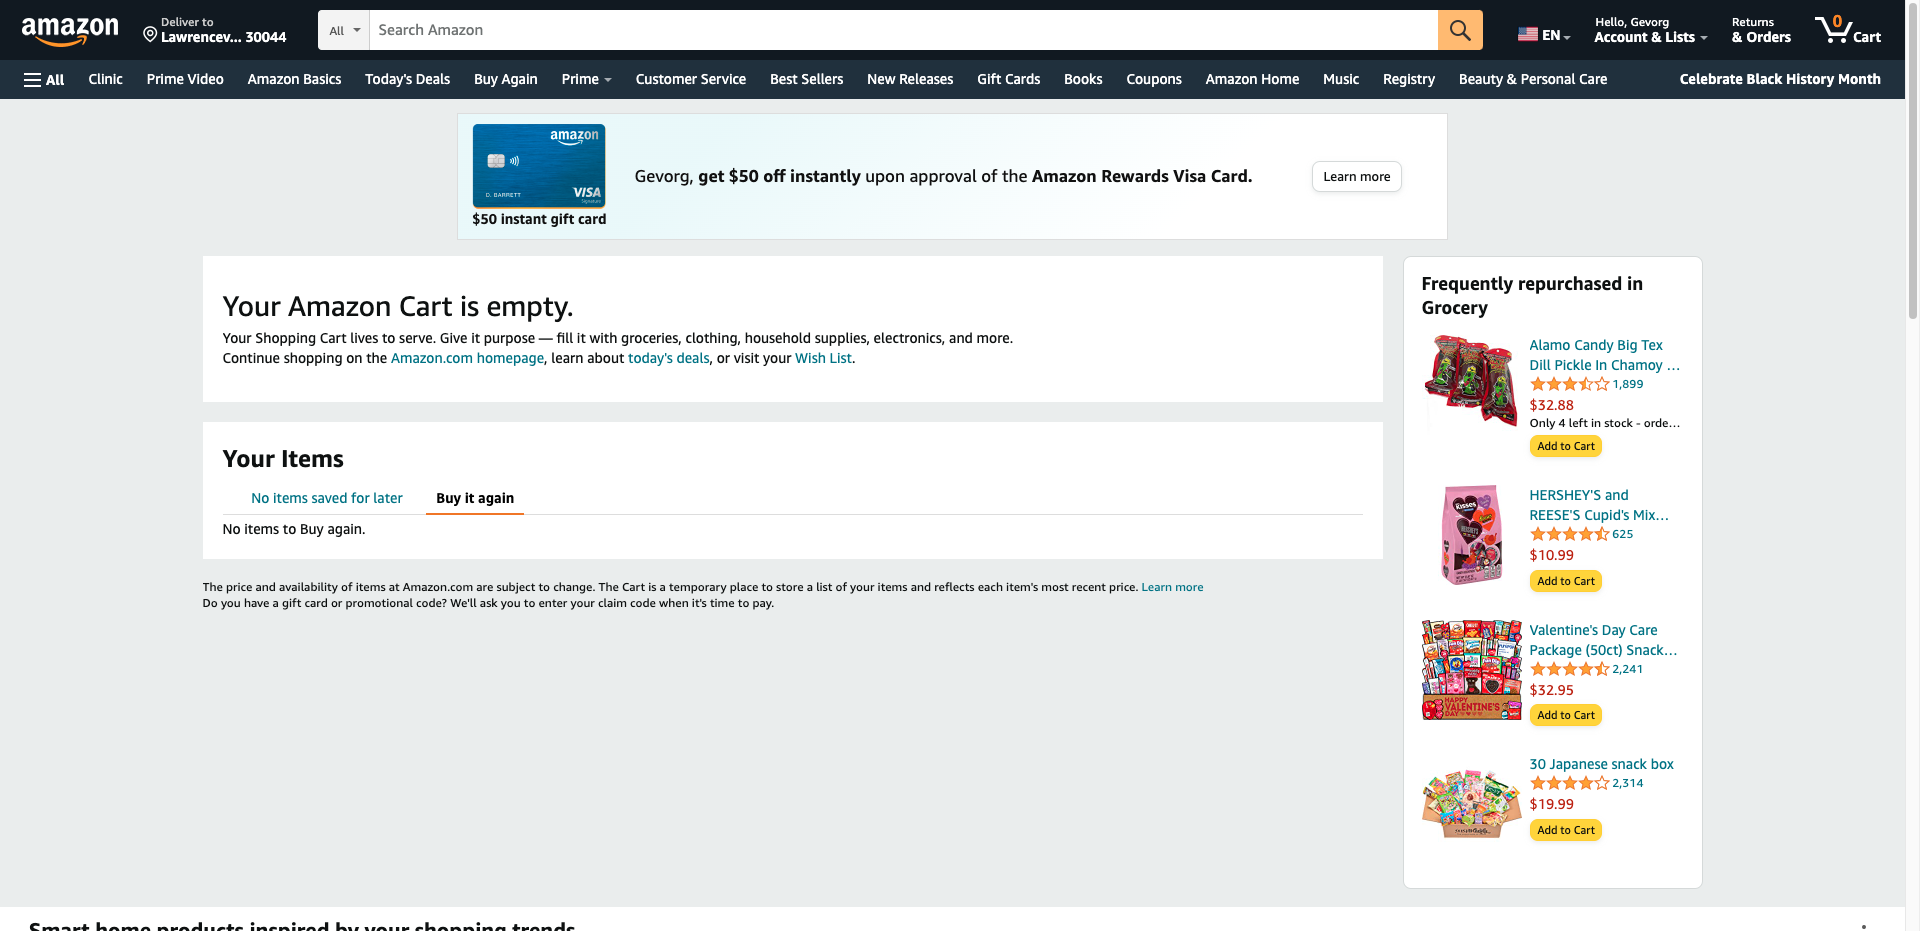 amazon
Deliver to
Lawrencev... 30044
All
Search Amazon
EN
Hello, Gevorg
Account & Lists
Returns
& Orders
0
Cart
All
Clinic
Prime Video
Amazon Basics
Today's Deals
Buy Again
Prime
Customer Service
Best Sellers
New Releases
Gift Cards
Books
Coupons
Amazon Home
Music
Registry
Beauty & Personal Care
Celebrate Black History Month
amazon
D. BARRETT
VISA
Signature
$50 instant gift card
Gevorg, get $50 off instantly upon approval of the Amazon Rewards Visa Card.
Learn more
Your Amazon Cart is empty.
Your Shopping Cart lives to serve. Give it purpose — fill it with groceries, clothing, household supplies, electronics, and more.
Continue shopping on the Amazon.com homepage, learn about today's deals, or visit your Wish List.
Your Items
No items saved for later
Buy it again
No items to Buy again.
The price and availability of items at Amazon.com are subject to change. The Cart is a temporary place to store a list of your items and reflects each item's most recent price. Learn more
Do you have a gift card or promotional code? We'll ask you to enter your claim code when it's time to pay.
Frequently repurchased in
Grocery
Alamo Candy Big Tex
Dill Pickle In Chamoy ...
1,899
$32.88
Only 4 left in stock - orde...
Add to Cart
KISSES
HERSHEY'S and
REESE'S Cupid's Mix...
625
$10.99
Add to Cart
HAPPY
VALENTINE'S
DAY
Valentine's Day Care
Package (50ct) Snack...
2,241
$32.95
Add to Cart
30 Japanese snack box
2,314
$19.99
Add to Cart
Smart home products inspired by your shopping trends